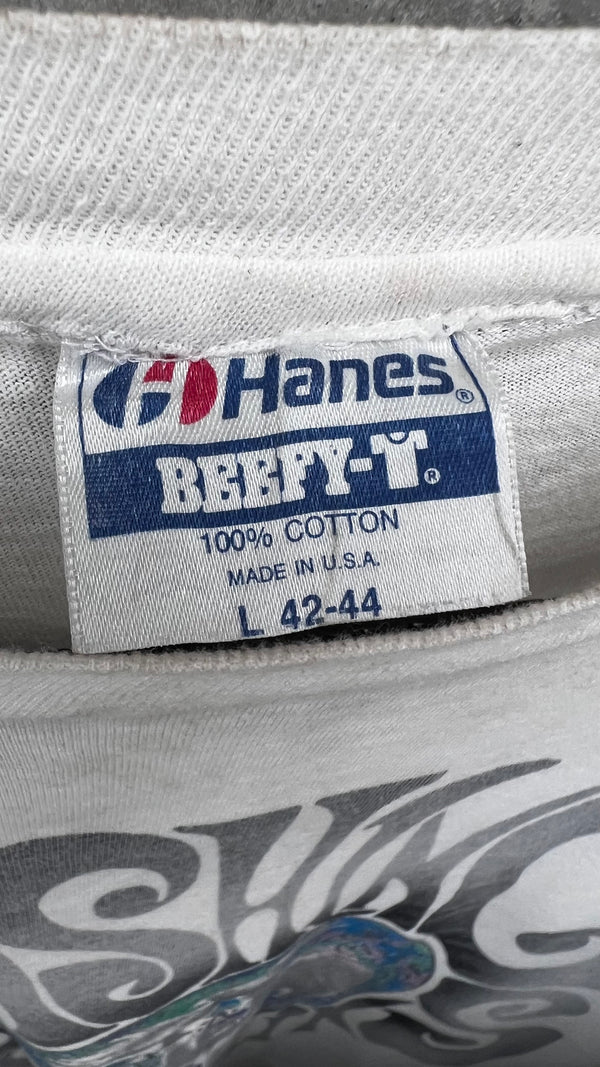 Hanes®
BEEFY-T®
100% COTTON
MADE IN U.S.A.
L 42-44